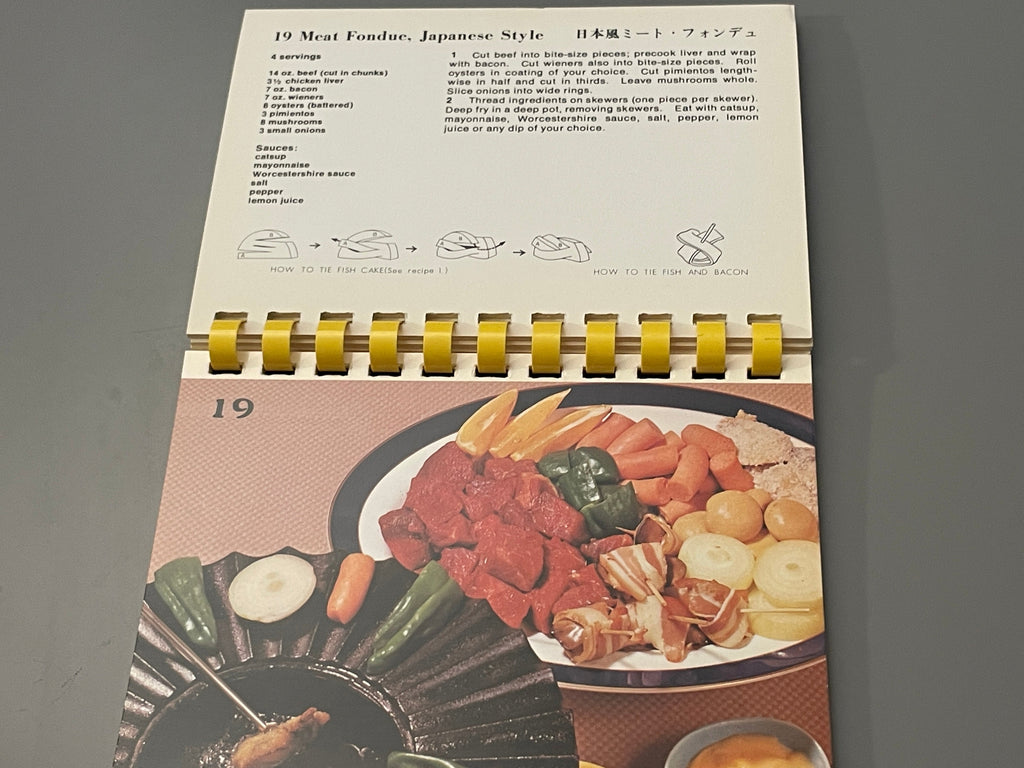 19 Meat Fondue, Japanese Style 日本風ミート・フォンデュ
4 servings
14 oz. beef (cut in chunks)
3½ chicken liver
7 oz. bacon
7 oz. wieners
8 oysters (battered)
3 pimientos
8 mushrooms
3 small onions
Sauces:
catsup
mayonnaise
Worcestershire sauce
salt
pepper
lemon juice
1 Cut beef into bite-size pieces; precook liver and wrap
with bacon. Cut wieners also into bite-size pieces. Roll
oysters in coating of your choice. Cut pimientos length-
wise in half and cut in thirds. Leave mushrooms whole.
Slice onions into wide rings.
2 Thread ingredients on skewers (one piece per skewer).
Deep fry in a deep pot, removing skewers. Eat with catsup,
mayonnaise, Worcestershire sauce, salt, pepper, lemon
juice or any dip of your choice.
A B
A B
A B
A B
HOW TO TIE FISH CAKE(See recipe 1.)
HOW TO TIE FISH AND BACON
19